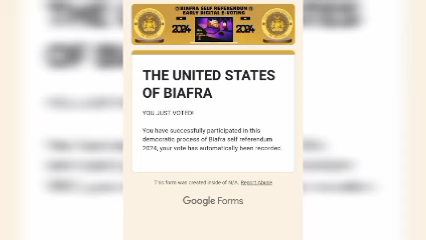 BIAFRA SELF REFERENDUM
EARLY DIGITAL E-VOTING
2024
2024
THE UNITED STATES
OF BIAFRA
YOU JUST VOTED!
You have successfully participated in this
democratic process of Biafra self referendum
2024, your vote has automatically been recorded.
This form was created inside of N/A. Report Abuse
Google Forms